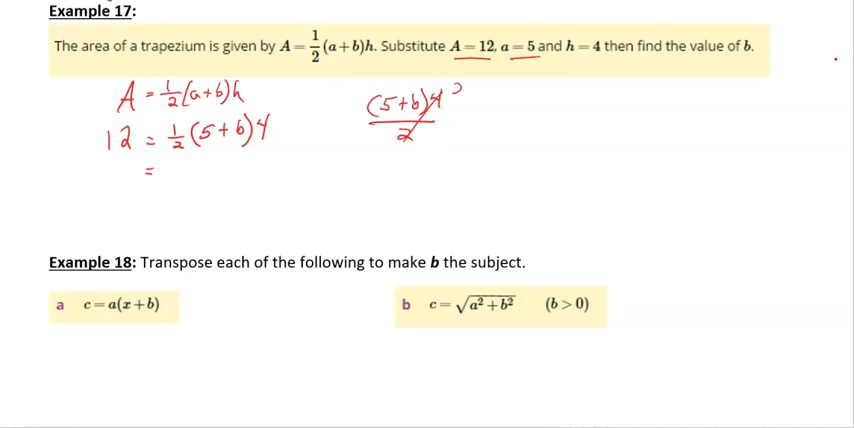 Example 17:
The area of a trapezium is given by A = 1/2 (a+b)h. Substitute A = 12, a = 5 and h = 4 then find the value of b.
A = 1/2 (a+b)h
12 = 1/2 (5+b)4
=
(5+b)4 / 2
Example 18: Transpose each of the following to make b the subject.
a c=a(x+b)
b c=√(a²+b²) (b > 0)